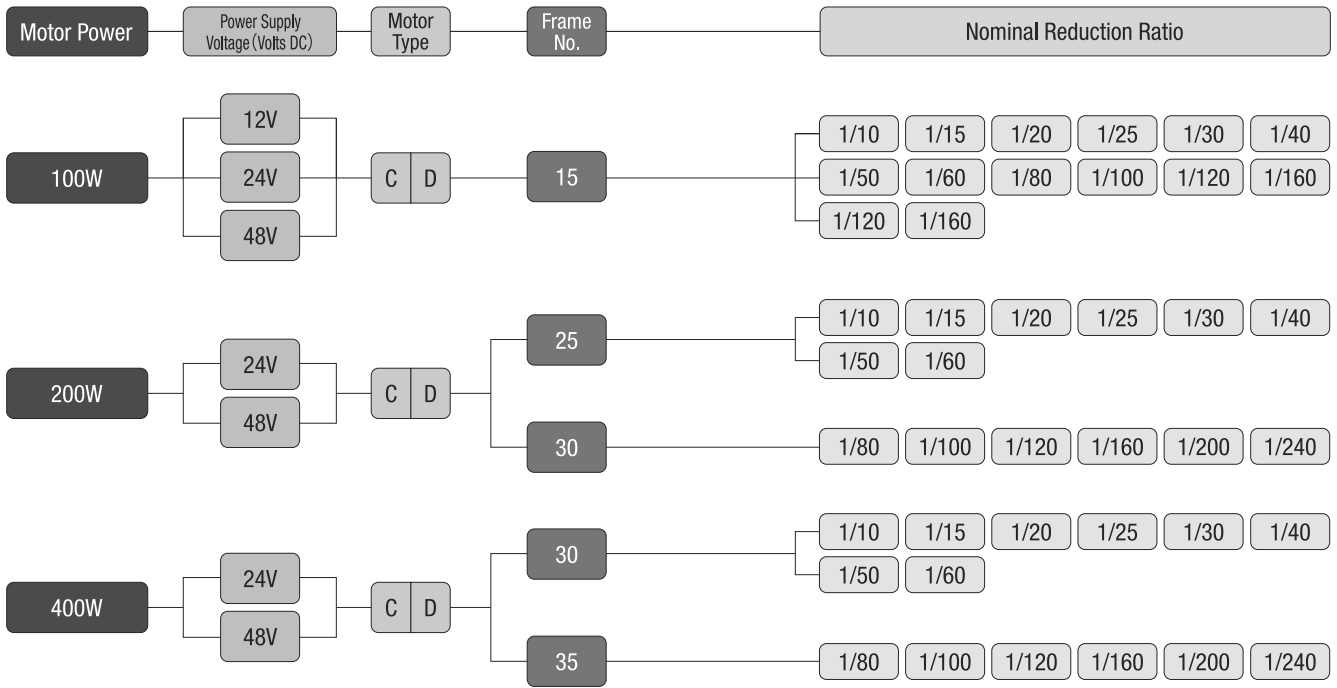 Motor Power
Power Supply
Voltage (Volts DC)
Motor
Type
Frame
No.
Nominal Reduction Ratio
100W
12V
24V
48V
C D
15
1/10 1/15 1/20 1/25 1/30 1/40
1/50 1/60 1/80 1/100 1/120 1/160
1/120 1/160
200W
24V
48V
C D
25
1/10 1/15 1/20 1/25 1/30 1/40
1/50 1/60
30
1/80 1/100 1/120 1/160 1/200 1/240
400W
24V
48V
C D
30
1/10 1/15 1/20 1/25 1/30 1/40
1/50 1/60
35
1/80 1/100 1/120 1/160 1/200 1/240